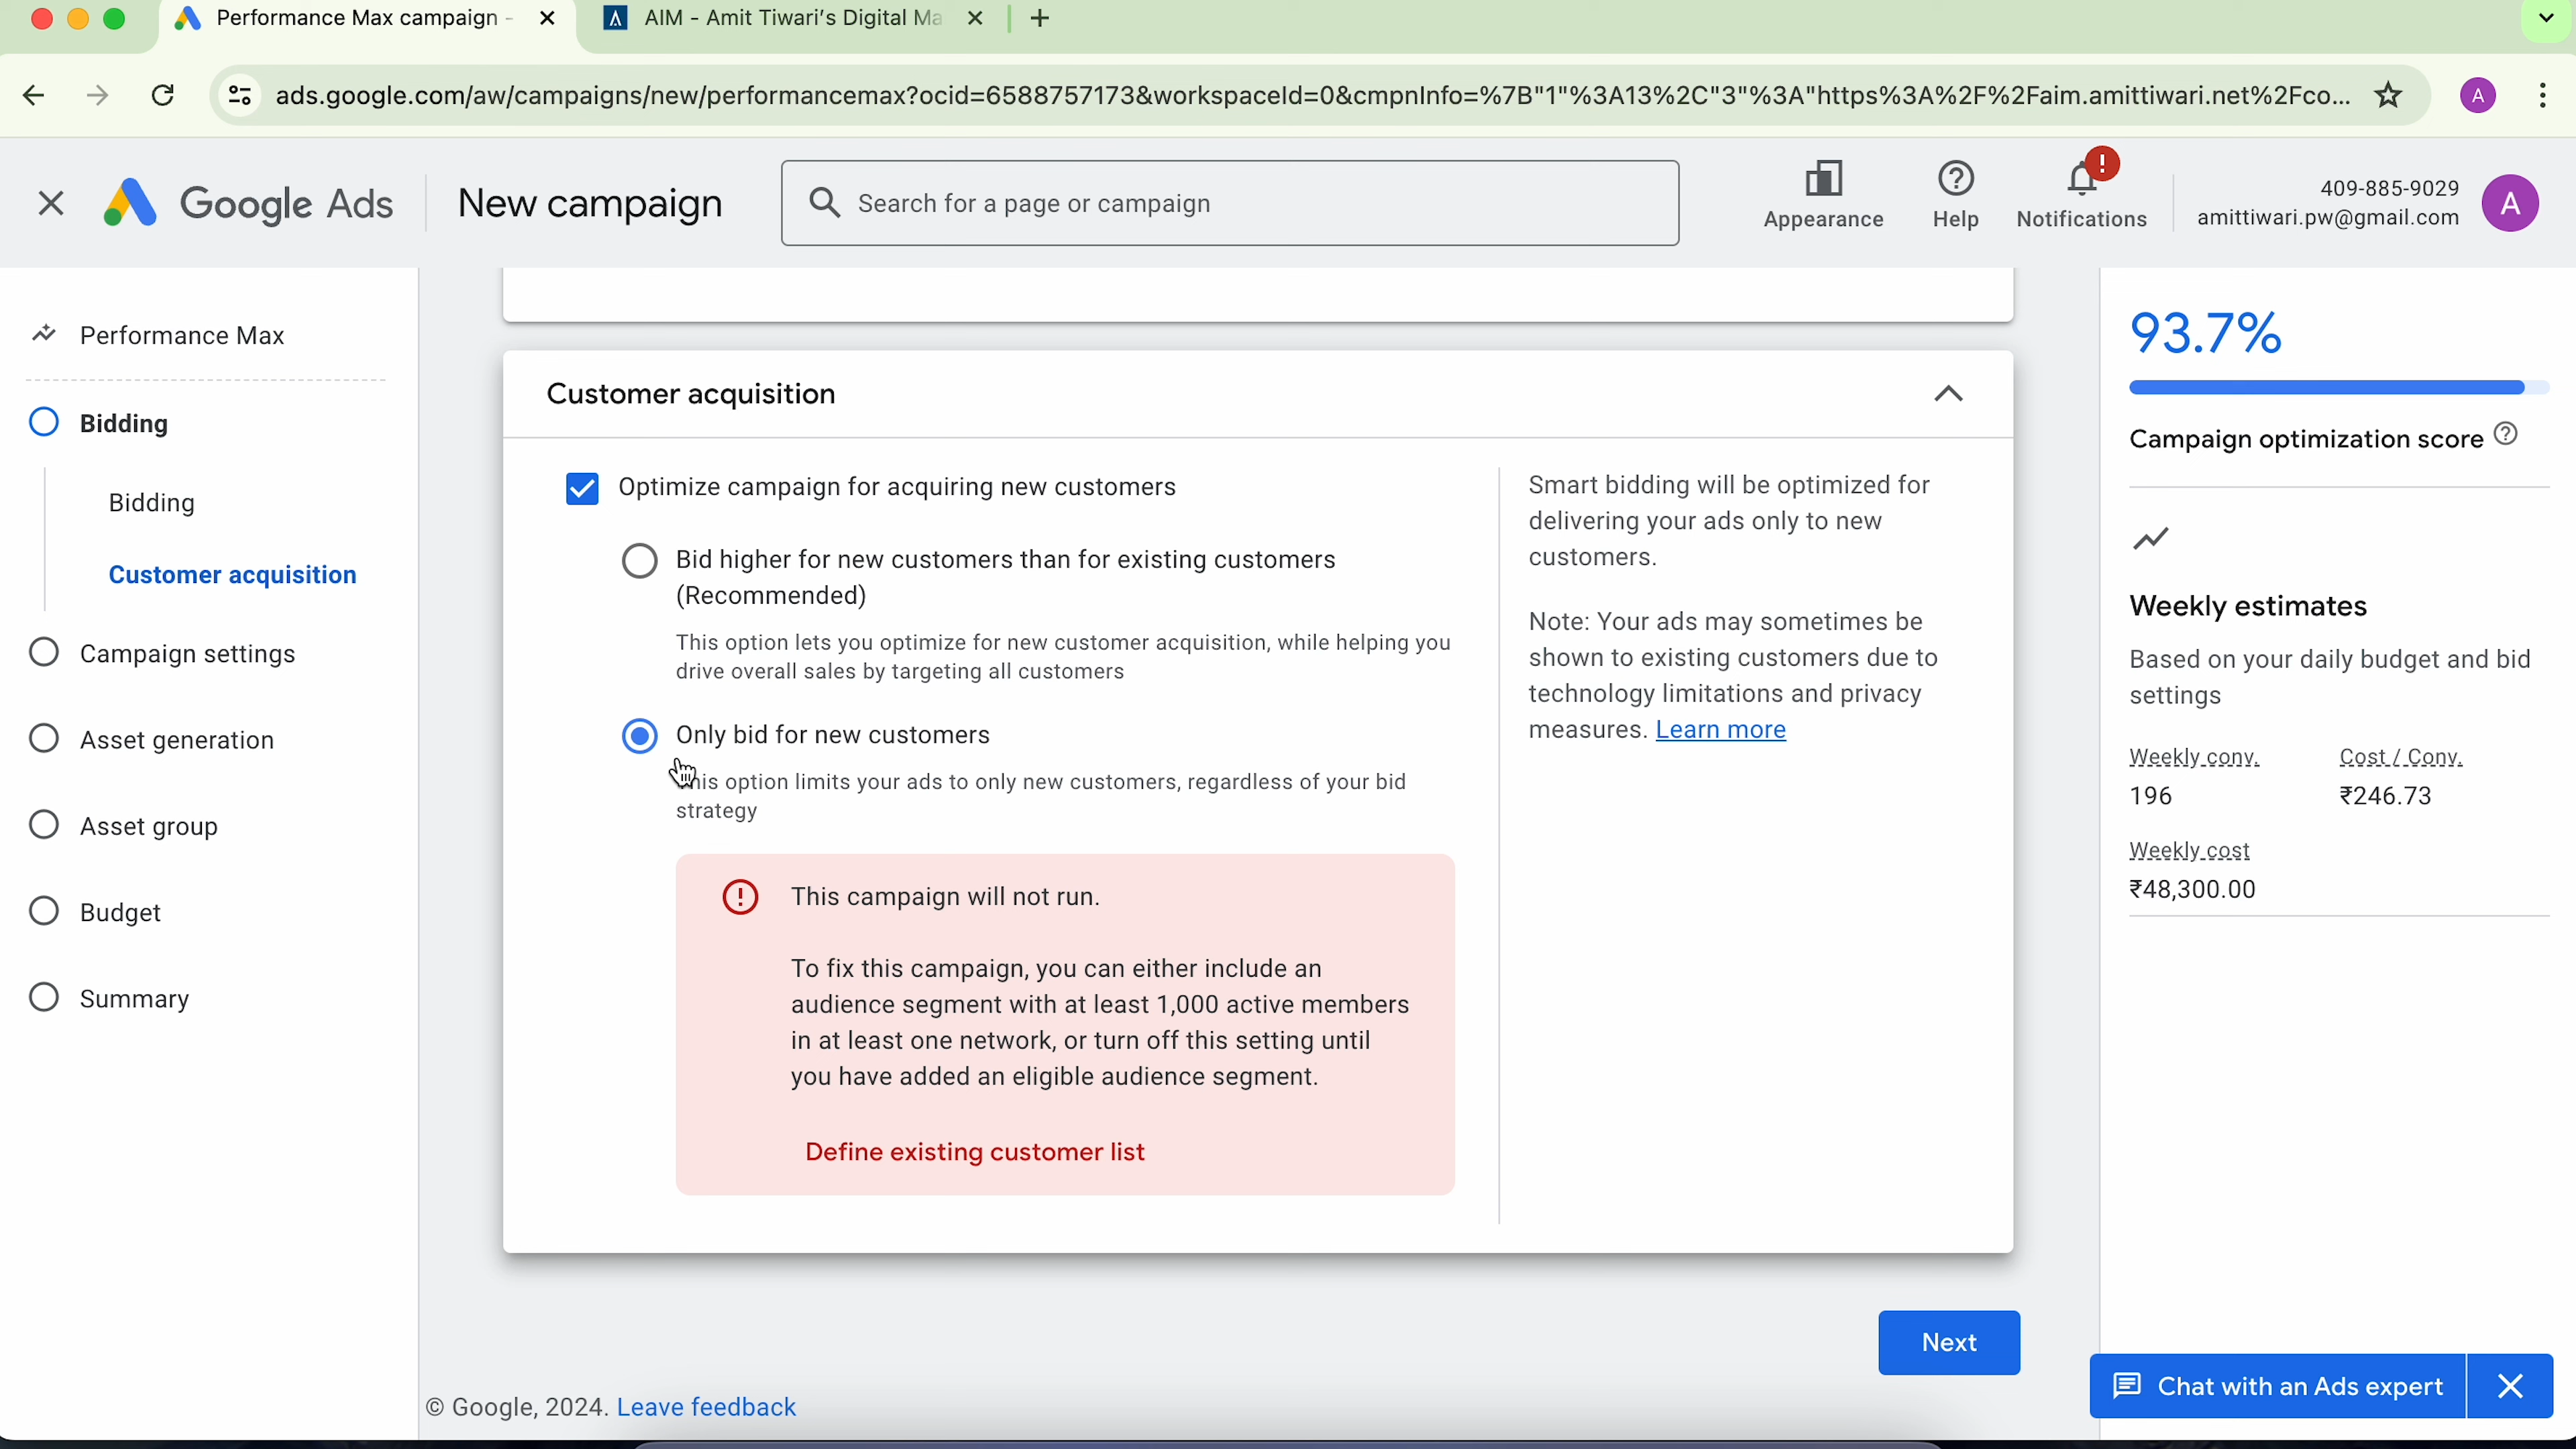 Performance Max campaign -
AIM - Amit Tiwari's Digital Ma
ads.google.com/aw/campaigns/new/performancemax?ocid=6588757173&workspaceId=0&cmpnInfo=%7B"1"%3A13%2C"3"%3A"https%3A%2F%2Faim.amittiwari.net%2Fco...
A
Google Ads
New campaign
Search for a page or campaign
Appearance
Help
Notifications
409-885-9029
amittiwari.pw@gmail.com
A
Performance Max
Bidding
Bidding
Customer acquisition
Campaign settings
Asset generation
Asset group
Budget
Summary
Customer acquisition
Optimize campaign for acquiring new customers
Bid higher for new customers than for existing customers
(Recommended)
This option lets you optimize for new customer acquisition, while helping you
drive overall sales by targeting all customers
Only bid for new customers
This option limits your ads to only new customers, regardless of your bid
strategy
This campaign will not run.
To fix this campaign, you can either include an
audience segment with at least 1,000 active members
in at least one network, or turn off this setting until
you have added an eligible audience segment.
Define existing customer list
Smart bidding will be optimized for
delivering your ads only to new
customers.
Note: Your ads may sometimes be
shown to existing customers due to
technology limitations and privacy
measures. Learn more
Next
© Google, 2024. Leave feedback
93.7%
Campaign optimization score
Weekly estimates
Based on your daily budget and bid
settings
Weekly conv. Cost / Conv.
196 ₹246.73
Weekly cost
₹48,300.00
Chat with an Ads expert